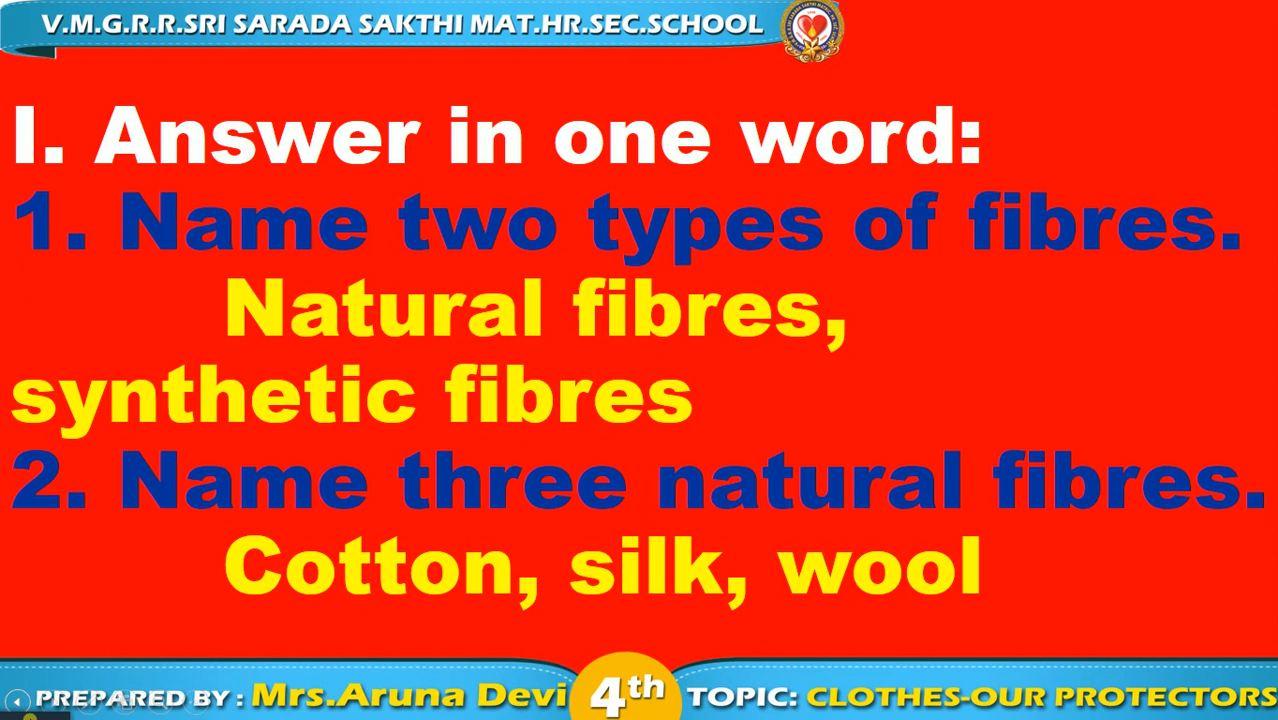 V.M.G.R.R.SRI SARADA SAKTHI MAT.HR.SEC.SCHOOL
I. Answer in one word:
1. Name two types of fibres.
Natural fibres,
synthetic fibres
2. Name three natural fibres.
Cotton, silk, wool
PREPARED BY : Mrs.Aruna Devi 4th TOPIC: CLOTHES-OUR PROTECTORS